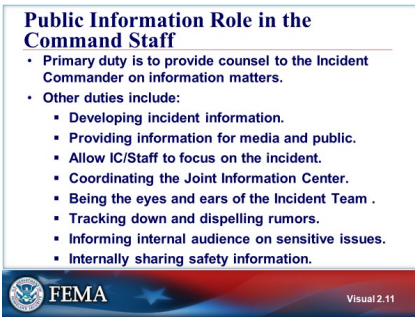 Public Information Role in the
Command Staff
• Primary duty is to provide counsel to the Incident
Commander on information matters.
• Other duties include:
▪ Developing incident information.
▪ Providing information for media and public.
▪ Allow IC/Staff to focus on the incident.
▪ Coordinating the Joint Information Center.
▪ Being the eyes and ears of the Incident Team .
▪ Tracking down and dispelling rumors.
▪ Informing internal audience on sensitive issues.
▪ Internally sharing safety information.
FEMA
Visual 2.11